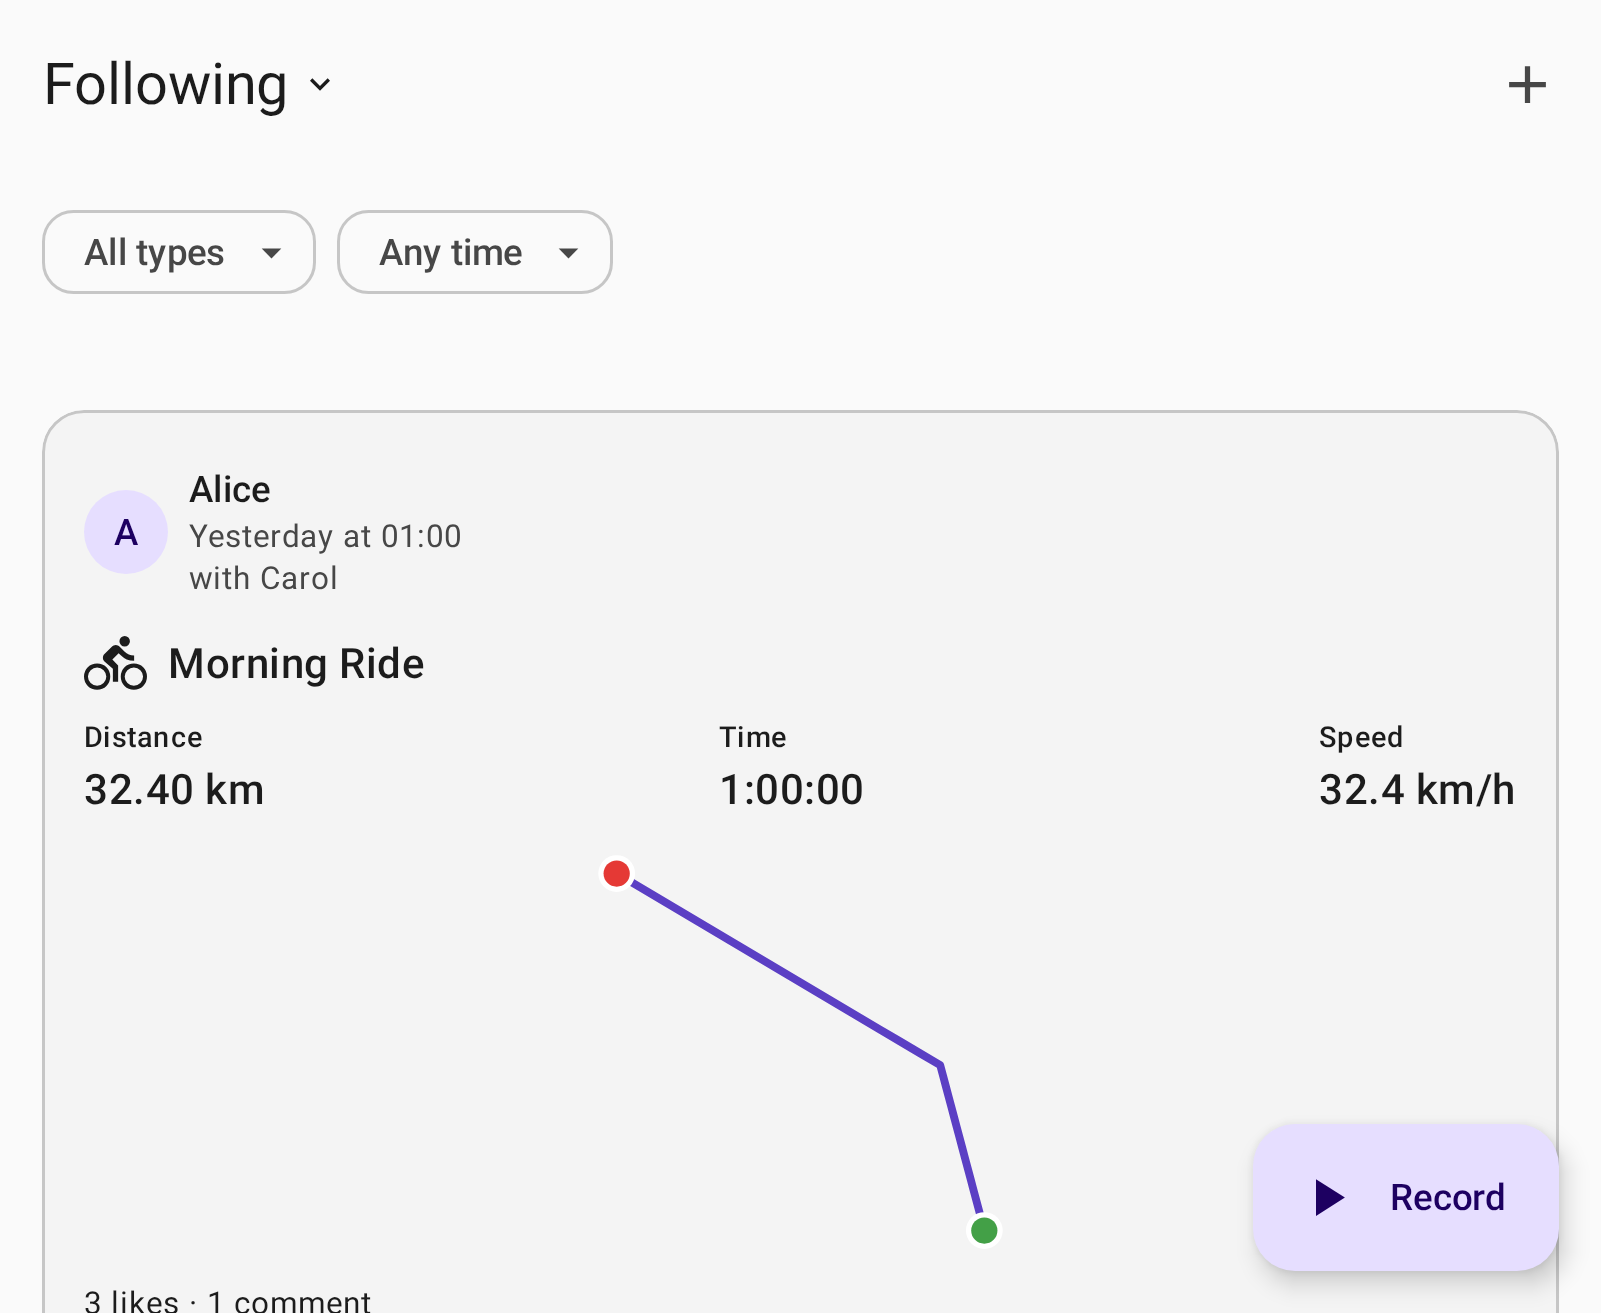 Following
All types
Any time
A
Alice
Yesterday at 01:00
with Carol
Morning Ride
Distance
32.40 km
Time
1:00:00
Speed
32.4 km/h
Record
3 likes · 1 comment